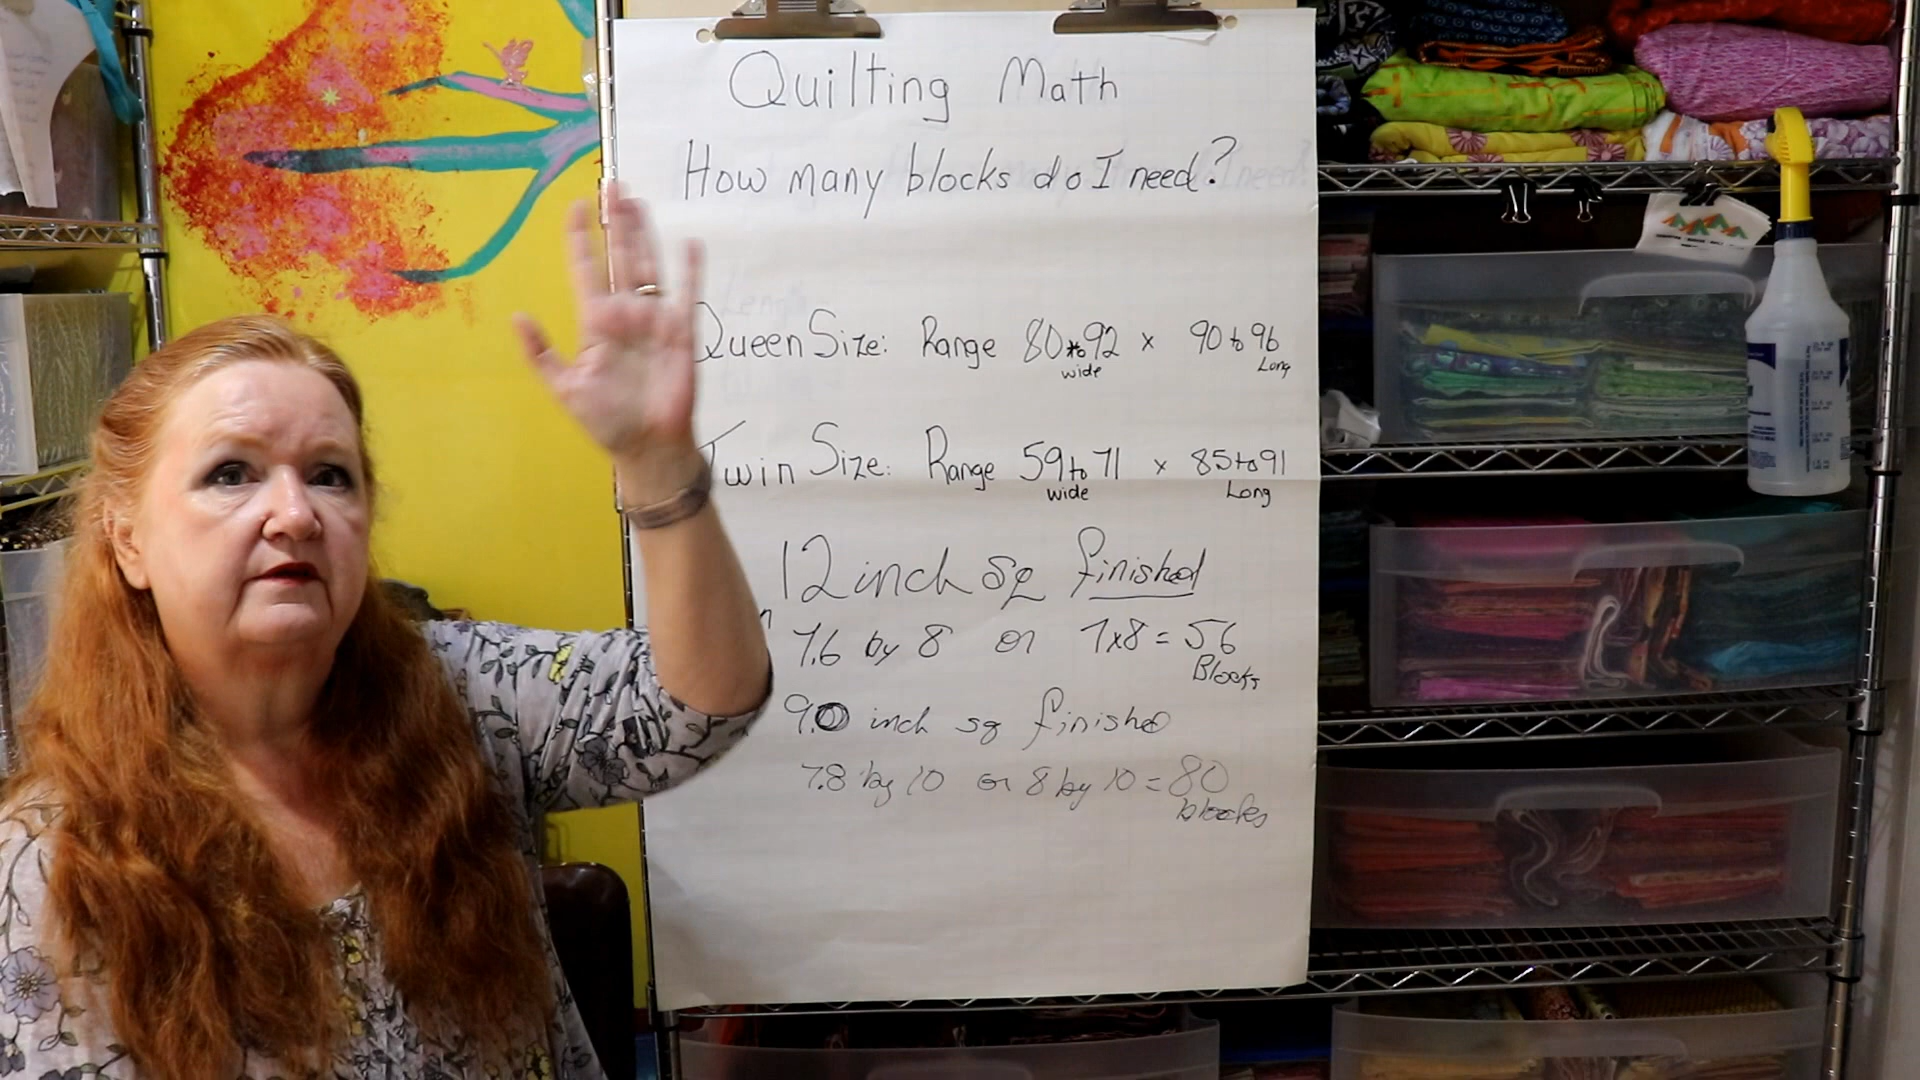 Quilting Math
How many blocks do I need?
Length
Queen Size: Range 80 to 92 x 90 to 96
wide Long
Twin Size: Range 59 to 71 x 85 to 91
wide Long
12 inch sq finished
7.6 by 8 or 7x8 = 56
Blocks
9.0 inch sq finished
7.8 by 10 or 8 by 10 = 80
blocks